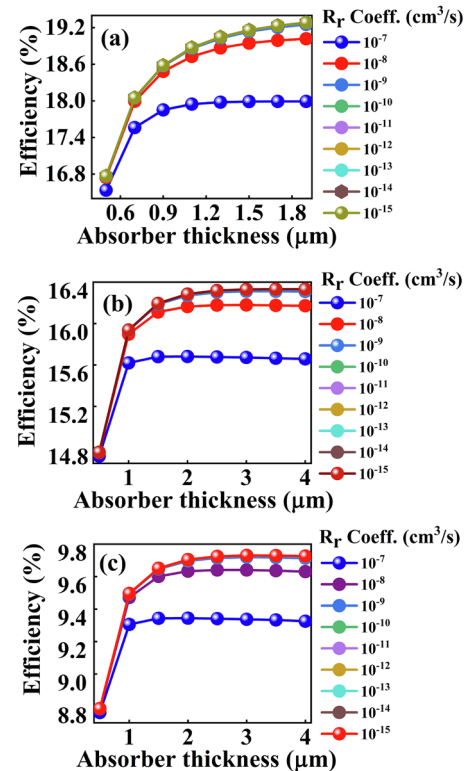 (a)
Efficiency (%)
19.2
18.6
18.0
17.4
16.8
0.6 0.9 1.2 1.5 1.8
Absorber thickness (μm)
Rr Coeff. (cm³/s)
10⁻⁷
10⁻⁸
10⁻⁹
10⁻¹⁰
10⁻¹¹
10⁻¹²
10⁻¹³
10⁻¹⁴
10⁻¹⁵
(b)
Efficiency (%)
16.4
16.0
15.6
15.2
14.8
1 2 3 4
Absorber thickness (μm)
Rr Coeff. (cm³/s)
10⁻⁷
10⁻⁸
10⁻⁹
10⁻¹⁰
10⁻¹¹
10⁻¹²
10⁻¹³
10⁻¹⁴
10⁻¹⁵
(c)
Efficiency (%)
9.8
9.6
9.4
9.0
8.8
1 2 3 4
Absorber thickness (μm)
Rr Coeff. (cm³/s)
10⁻⁷
10⁻⁸
10⁻⁹
10⁻¹⁰
10⁻¹¹
10⁻¹²
10⁻¹³
10⁻¹⁴
10⁻¹⁵